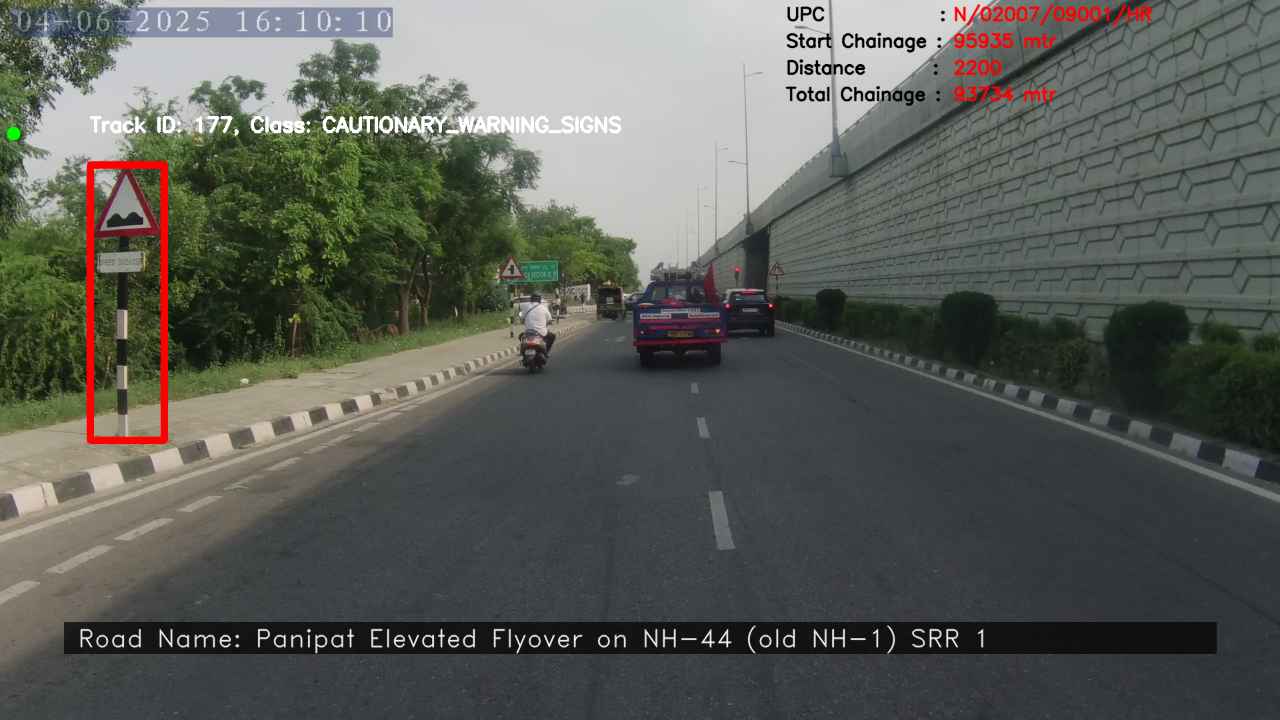 04-06-2025 16:10:10
UPC : N/02007/09001/HR
Start Chainage : 95935 mtr
Distance : 2200
Total Chainage : 93734 mtr
Track ID: 177, Class: CAUTIONARY_WARNING_SIGNS
Road Name: Panipat Elevated Flyover on NH-44 (old NH-1) SRR 1